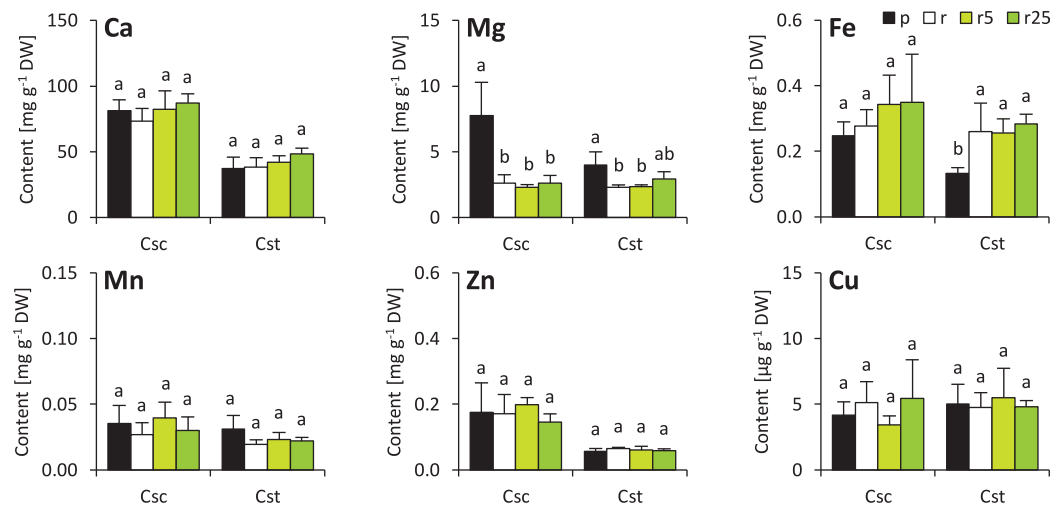 Ca
Content [mg g⁻¹ DW]
150
100
50
0
a a a a
a a a a
Csc Cst
Mg
Content [mg g⁻¹ DW]
15
10
5
0
a b b b
a b b ab
Csc Cst
Fe
p r r5 r25
Content [mg g⁻¹ DW]
0.6
0.4
0.2
0.0
a a a a
b a a a
Csc Cst
Mn
Content [mg g⁻¹ DW]
0.15
0.10
0.05
0.00
a a a a
a a a a
Csc Cst
Zn
Content [mg g⁻¹ DW]
0.6
0.4
0.2
0.0
a a a a
a a a a
Csc Cst
Cu
Content [µg g⁻¹ DW]
15
10
5
0
a a a a
a a a a
Csc Cst